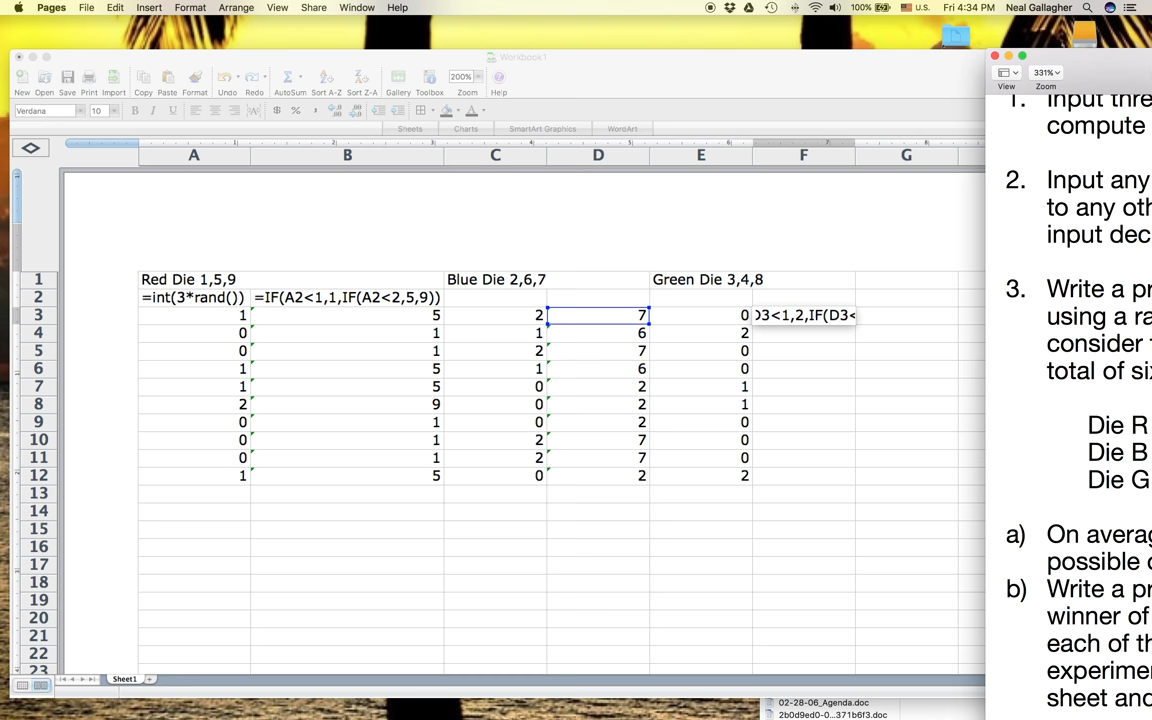 Pages File Edit Insert Format Arrange View Share Window Help 100% U.S. Fri 4:34 PM Neal Gallagher
Workbook1
New Open Save Print Import Copy Paste Format Undo Redo AutoSum Sort A-Z Sort Z-A Gallery Toolbox 200% Zoom Help
Verdana 10 B I U $ %
Sheets Charts SmartArt Graphics WordArt
A B C D E F G
1 Red Die 1,5,9 Blue Die 2,6,7 Green Die 3,4,8
2 =int(3*rand()) =IF(A2<1,1,IF(A2<2,5,9))
3 1 5 2 7 0 D3<1,2,IF(D3<
4 0 1 1 6 2
5 0 1 2 7 0
6 1 5 1 6 0
7 1 5 0 2 1
8 2 9 0 2 1
9 0 1 0 2 0
10 0 1 2 7 0
11 0 1 2 7 0
12 1 5 0 2 2
13
14
15
16
17
18
19
20
21
22
23
Sheet1
331%
View Zoom
1. Input thre
compute
2. Input any
to any oth
input dec
3. Write a pr
using a ra
consider
total of si
Die R
Die B
Die G
a) On averag
possible
b) Write a pr
winner of
each of th
experimen
sheet and
02-28-06_Agenda.doc
2b0d9ed0-0...371b6f3.doc